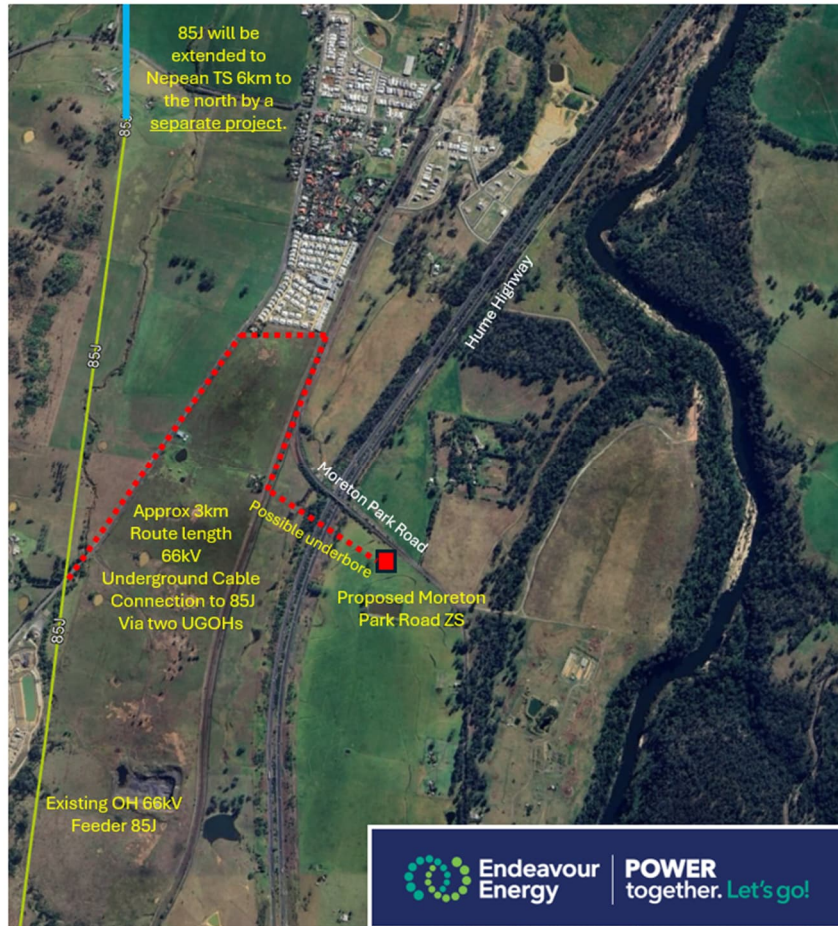 85J will be
extended to
Nepean TS 6km to
the north by a
separate project.
85J
85J
Hume Highway
Moreton Park Road
Possible underbore
Approx 3km
Route length
66kV
Underground Cable
Connection to 85J
Via two UGOHs
Proposed Moreton
Park Road ZS
85J
Existing OH 66kV
Feeder 85J
Endeavour
Energy
POWER
together. Let's go!